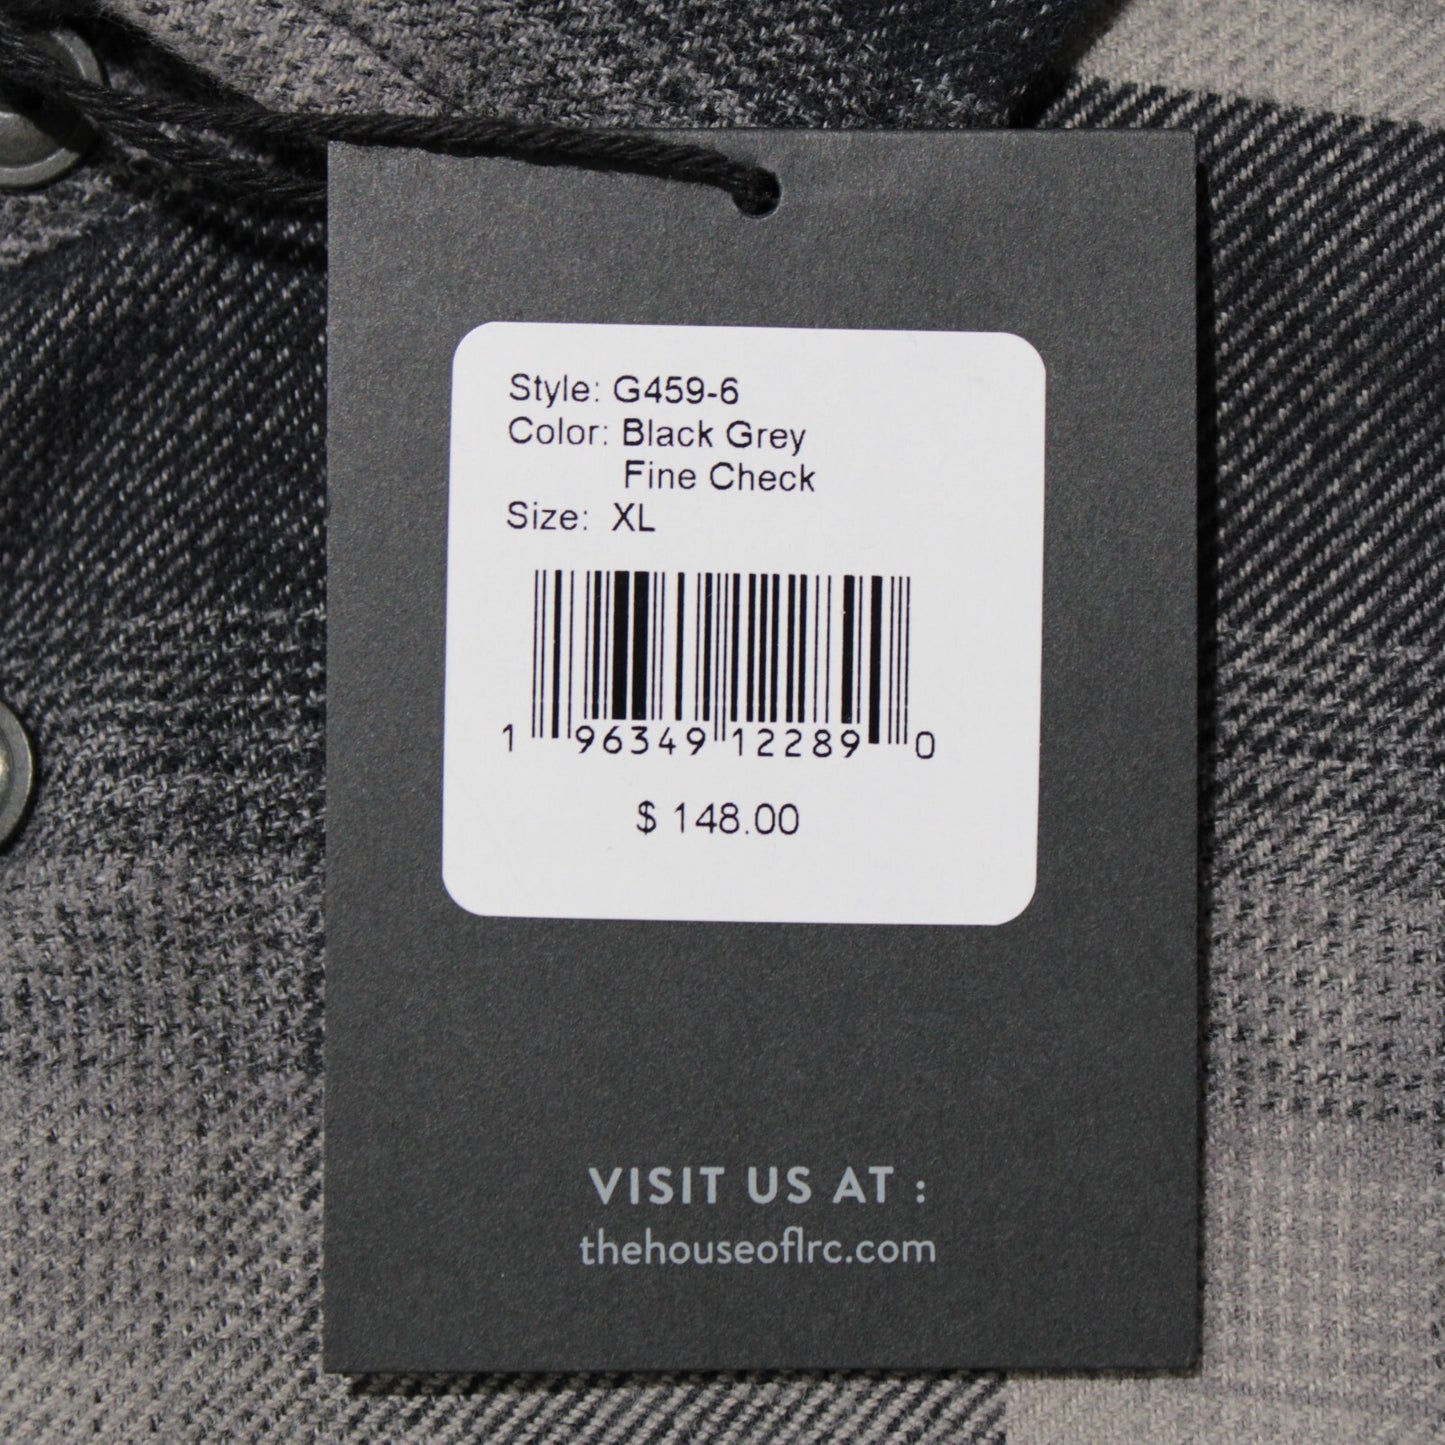 Style: G459-6
Color: Black Grey
Fine Check
Size: XL
1 96349 12289 0
$ 148.00
VISIT US AT :
thehouseoflrc.com